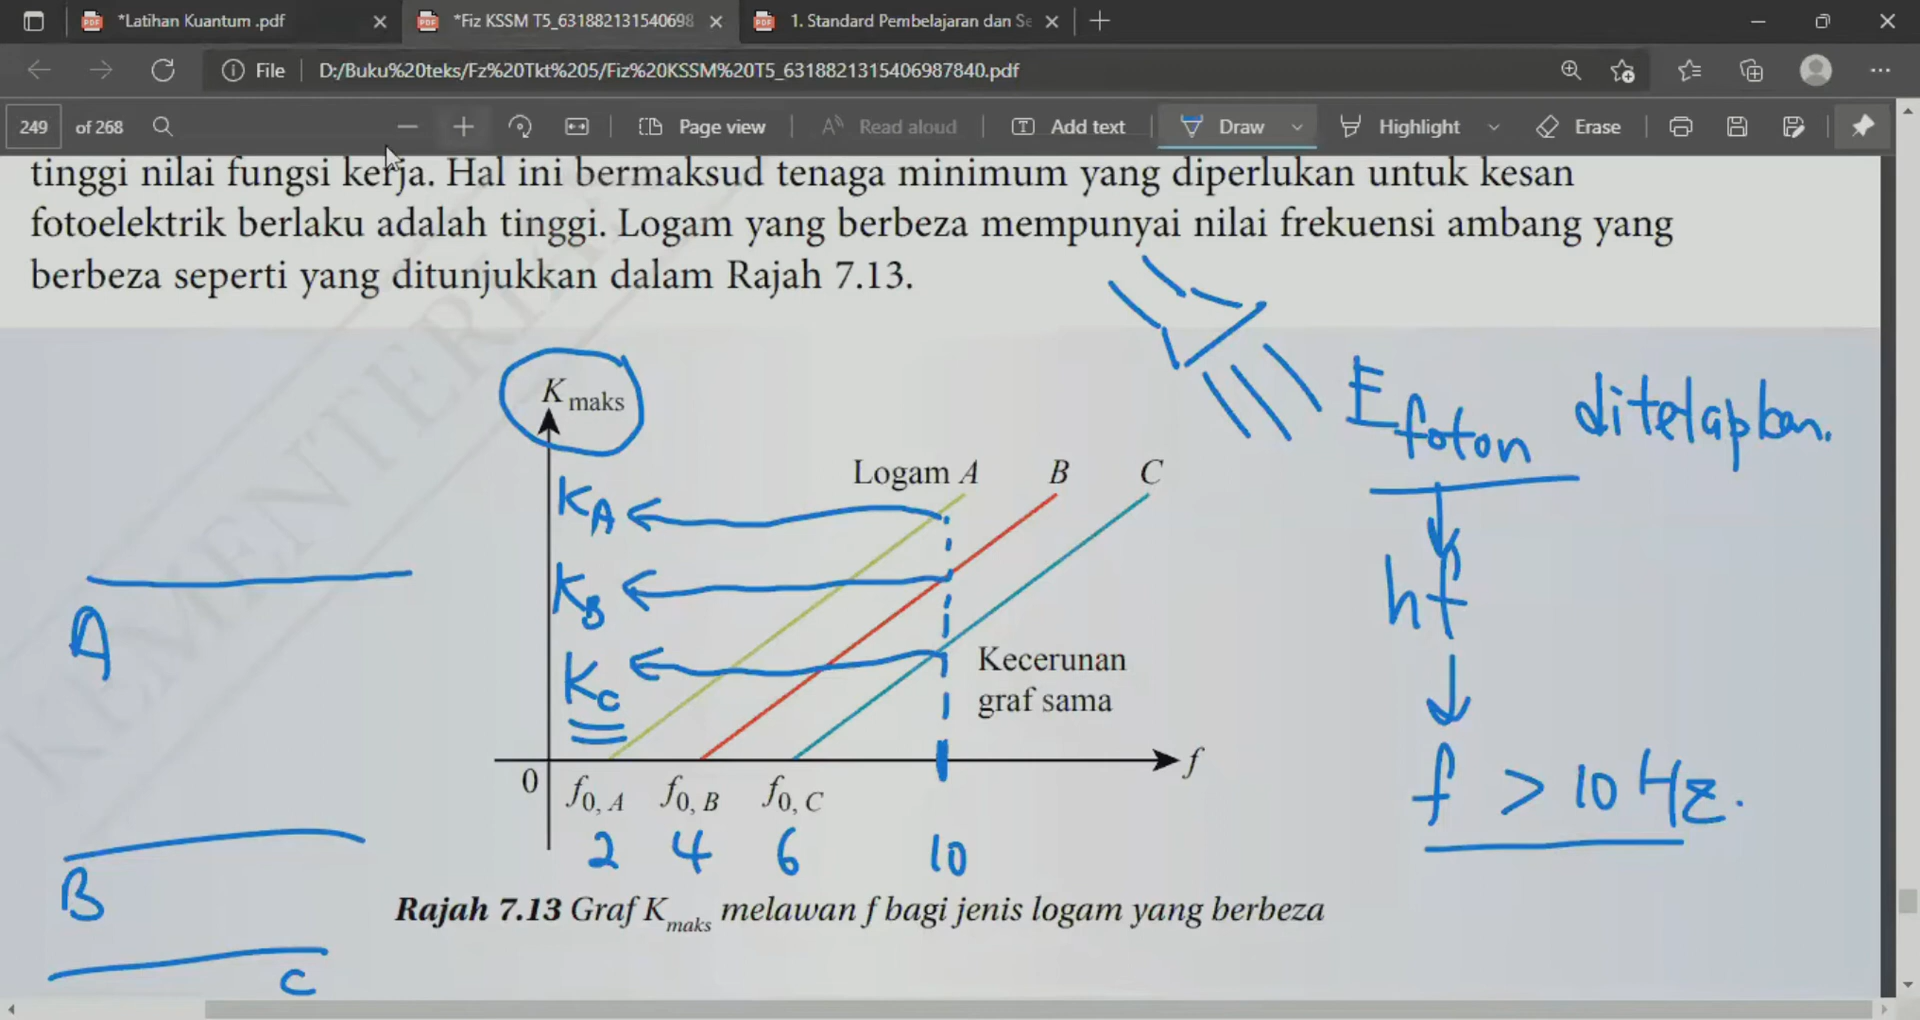 *Latihan Kuantum .pdf
*Fiz KSSM T5_631882131540698
1. Standard Pembelajaran dan Se
File
D:/Buku%20teks/Fz%20Tkt%205/Fiz%20KSSM%20T5_6318821315406987840.pdf
249 of 268
Page view
Read aloud
Add text
Draw
Highlight
Erase
tinggi nilai fungsi kerja. Hal ini bermaksud tenaga minimum yang diperlukan untuk kesan
fotoelektrik berlaku adalah tinggi. Logam yang berbeza mempunyai nilai frekuensi ambang yang
berbeza seperti yang ditunjukkan dalam Rajah 7.13.
K maks
E foton ditetapkan.
Logam A B C
KA
KB
hf
A
KC
Kecerunan
graf sama
0 f
f0, A f0, B f0, C
f > 10 Hz.
2 4 6 10
B
Rajah 7.13 Graf Kmaks melawan f bagi jenis logam yang berbeza
C
KEMENTERIA